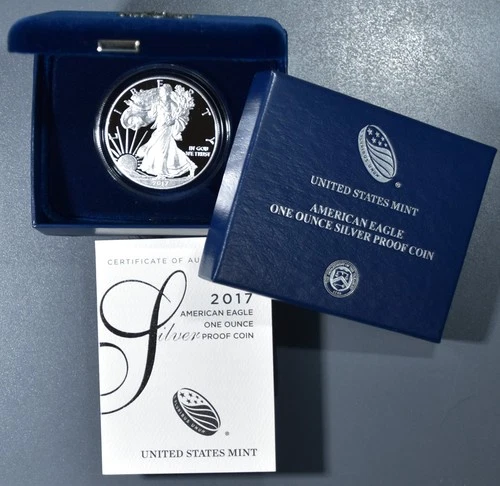 LIBERTY
IN GOD
WE TRUST
2017
UNITED STATES MINT
AMERICAN EAGLE
ONE OUNCE SILVER PROOF COIN
CERTIFICATE OF AU
2017
AMERICAN EAGLE
ONE OUNCE
Silver PROOF COIN
UNITED STATES MINT